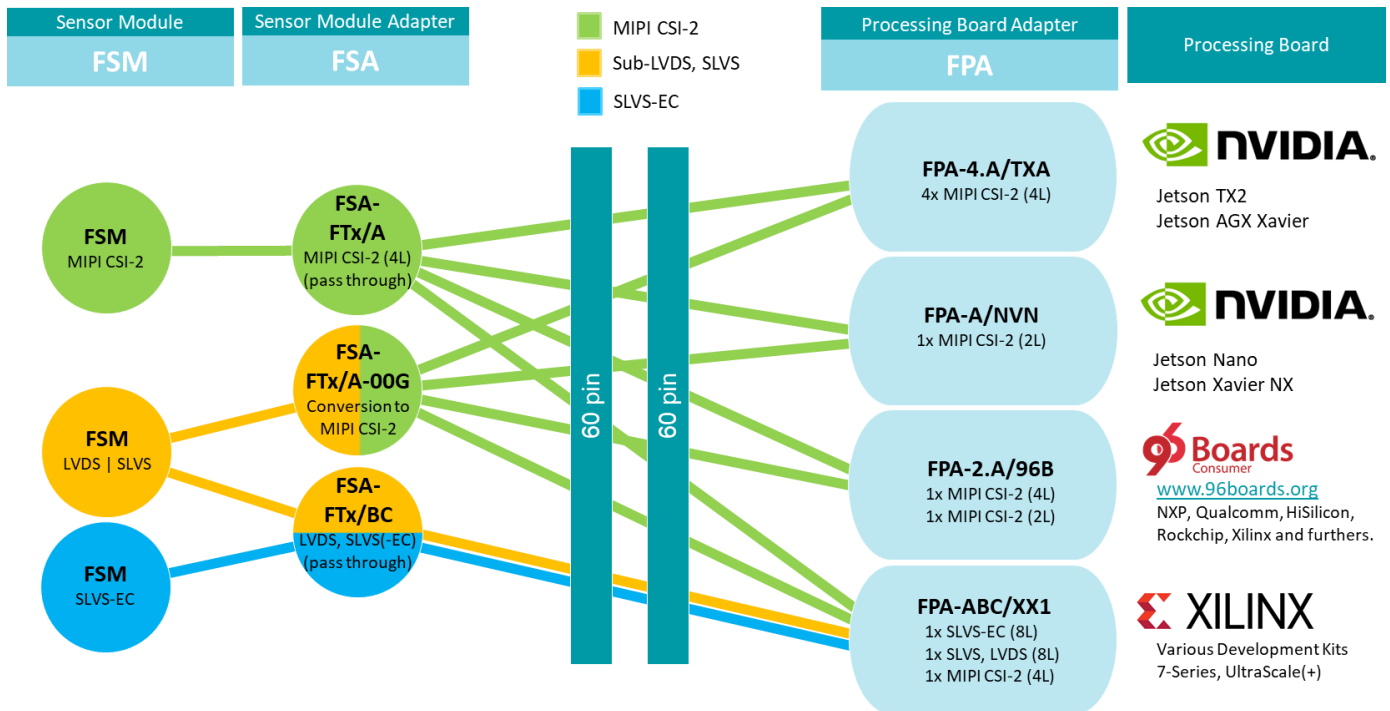 Sensor Module
FSM
Sensor Module Adapter
FSA
MIPI CSI-2
Sub-LVDS, SLVS
SLVS-EC
Processing Board Adapter
FPA
Processing Board
FSM
MIPI CSI-2
FSM
LVDS | SLVS
FSM
SLVS-EC
FSA-
FTx/A
MIPI CSI-2 (4L)
(pass through)
FSA-
FTx/A-00G
Conversion to
MIPI CSI-2
FSA-
FTx/BC
LVDS, SLVS(-EC)
(pass through)
60 pin
60 pin
FPA-4.A/TXA
4x MIPI CSI-2 (4L)
FPA-A/NVN
1x MIPI CSI-2 (2L)
FPA-2.A/96B
1x MIPI CSI-2 (4L)
1x MIPI CSI-2 (2L)
FPA-ABC/XX1
1x SLVS-EC (8L)
1x SLVS, LVDS (8L)
1x MIPI CSI-2 (4L)
NVIDIA.
Jetson TX2
Jetson AGX Xavier
NVIDIA.
Jetson Nano
Jetson Xavier NX
96 Boards
Consumer
www.96boards.org
NXP, Qualcomm, HiSilicon,
Rockchip, Xilinx and furthers.
XILINX
Various Development Kits
7-Series, UltraScale(+)